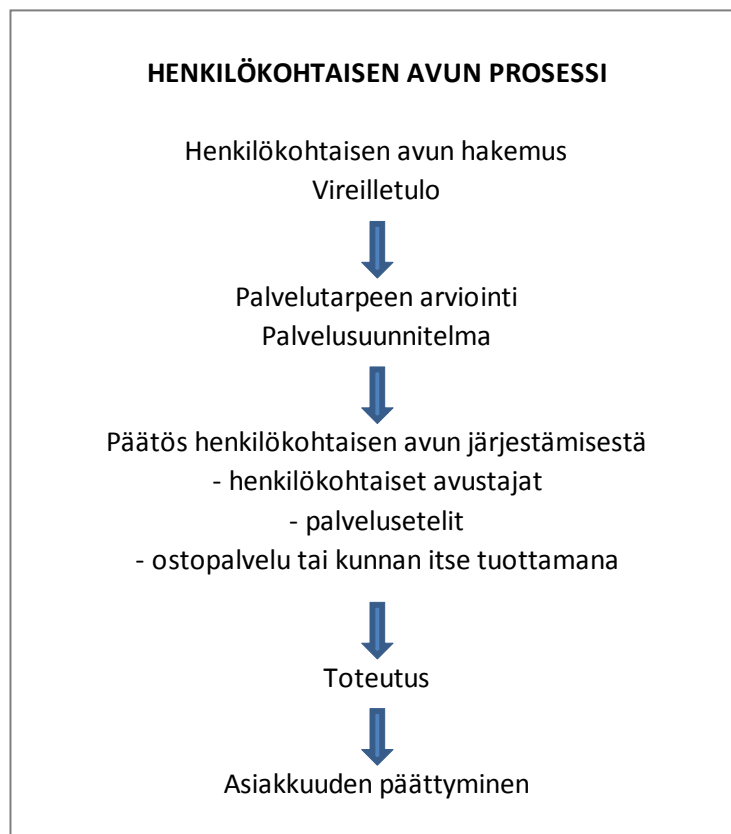 HENKILÖKOHTAISEN AVUN PROSESSI
Henkilökohtaisen avun hakemus
Vireilletulo
Palvelutarpeen arviointi
Palvelusuunnitelma
Päätös henkilökohtaisen avun järjestämisestä
- henkilökohtaiset avustajat
- palvelusetelit
- ostopalvelu tai kunnan itse tuottamana
Toteutus
Asiakkuuden päättyminen